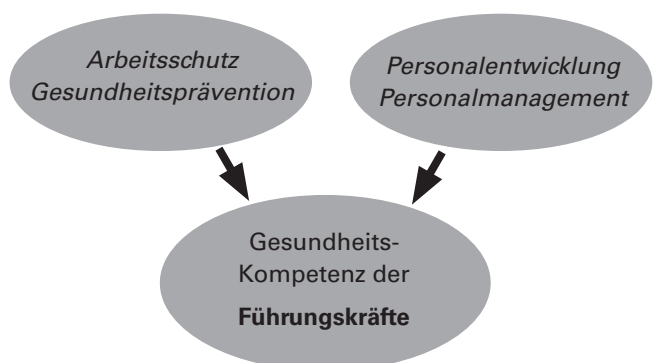 Arbeitsschutz
Gesundheitsprävention
Personalentwicklung
Personalmanagement
Gesundheits-
Kompetenz der
Führungskräfte